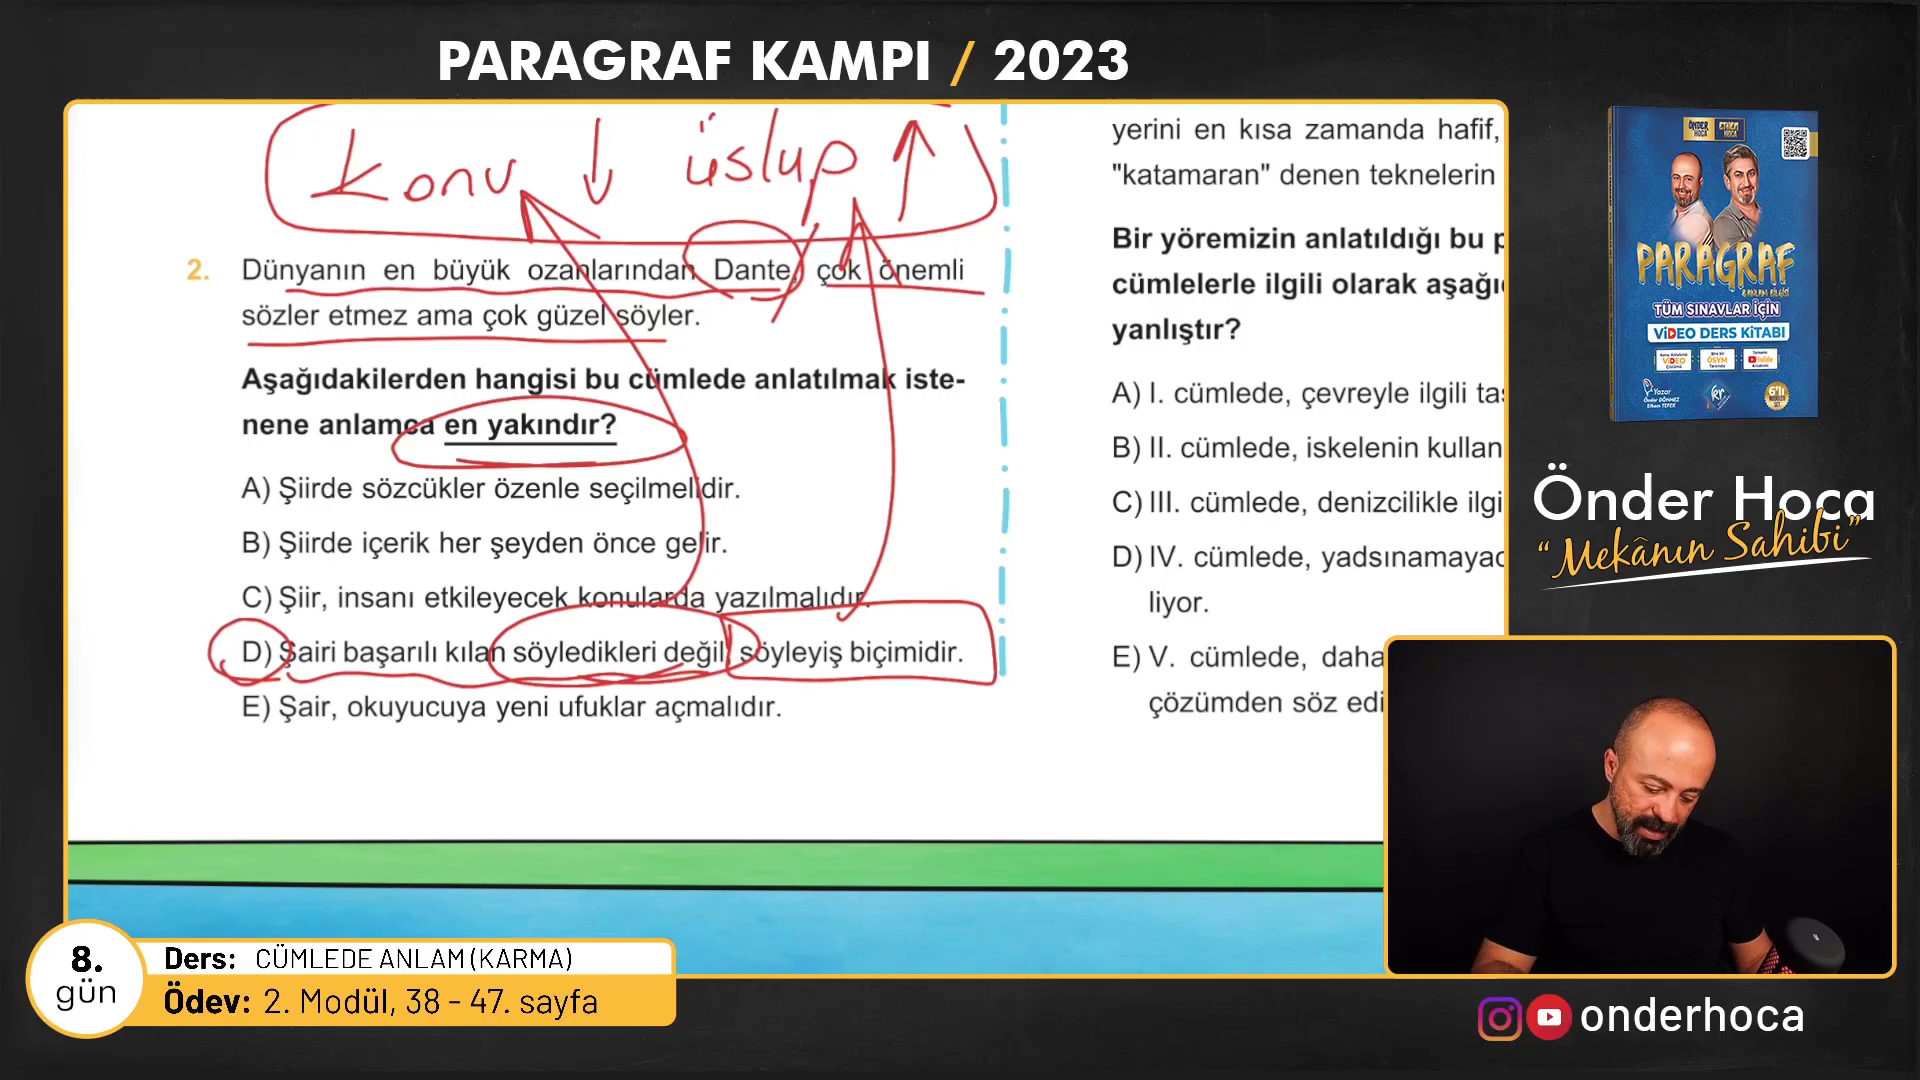 PARAGRAF KAMPI / 2023
Konu ↓ üslup ↑
2. Dünyanın en büyük ozanlarından Dante, çok önemli
sözler etmez ama çok güzel söyler.
Aşağıdakilerden hangisi bu cümlede anlatılmak iste-
nene anlamca en yakındır?
A) Şiirde sözcükler özenle seçilmelidir.
B) Şiirde içerik her şeyden önce gelir.
C) Şiir, insanı etkileyecek konularda yazılmalıdır.
D) Şairi başarılı kılan söyledikleri değil, söyleyiş biçimidir.
E) Şair, okuyucuya yeni ufuklar açmalıdır.
yerini en kısa zamanda hafif,
"katamaran" denen teknelerin
Bir yöremizin anlatıldığı bu p
cümlelerle ilgili olarak aşağı
yanlıştır?
A) I. cümlede, çevreyle ilgili tas
B) II. cümlede, iskelenin kullan
C) III. cümlede, denizcilikle ilgi
D) IV. cümlede, yadsınamayac
liyor.
E) V. cümlede, daha
çözümden söz edi
ÖNDER HOCA
ETHEM HOCA
PARAGRAF
TÜM SINAVLAR İÇİN
VİDEO DERS KİTABI
Önder Hoca
"Mekânın Sahibi"
8.
gün
Ders: CÜMLEDE ANLAM (KARMA)
Ödev: 2. Modül, 38 - 47. sayfa
onderhoca